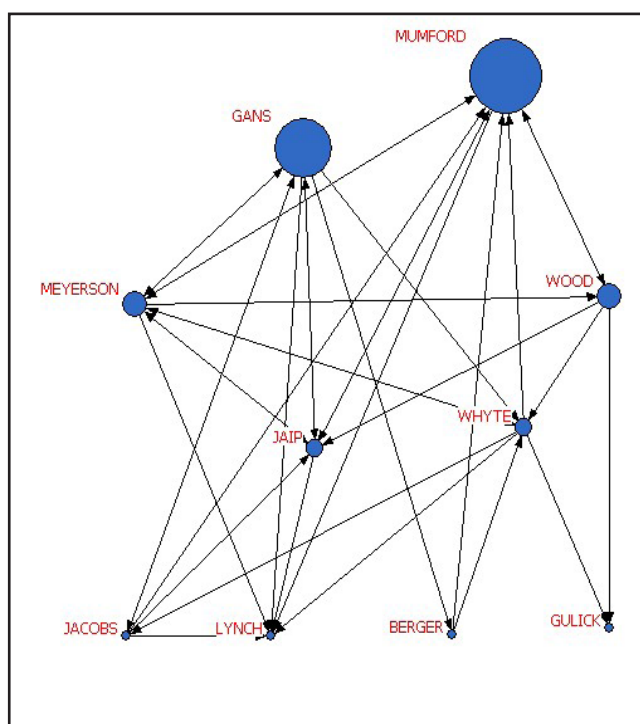 MUMFORD
GANS
MEYERSON
WOOD
WHYTE
JAIP
JACOBS
LYNCH
BERGER
GULICK